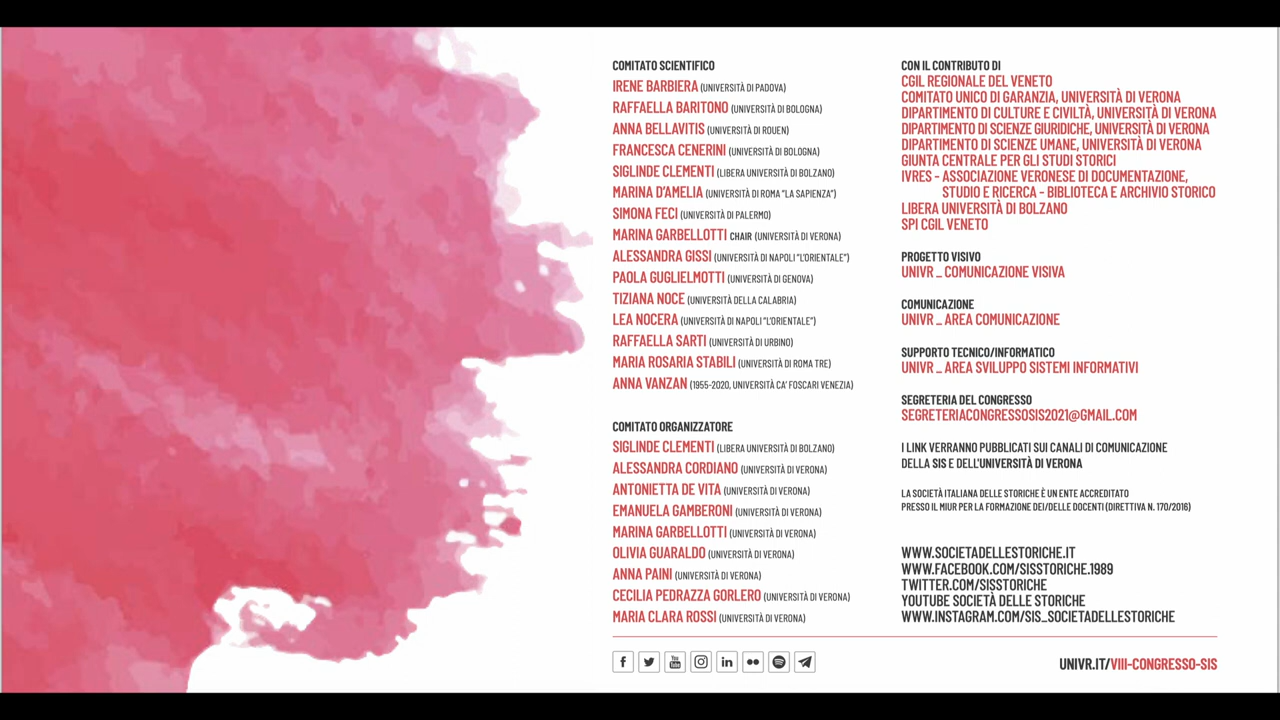 COMITATO SCIENTIFICO
IRENE BARBIERA (UNIVERSITÀ DI PADOVA)
RAFFAELLA BARITONO (UNIVERSITÀ DI BOLOGNA)
ANNA BELLAVITIS (UNIVERSITÀ DI ROUEN)
FRANCESCA CENERINI (UNIVERSITÀ DI BOLOGNA)
SIGLINDE CLEMENTI (LIBERA UNIVERSITÀ DI BOLZANO)
MARINA D'AMELIA (UNIVERSITÀ DI ROMA "LA SAPIENZA")
SIMONA FECI (UNIVERSITÀ DI PALERMO)
MARINA GARBELLOTTI CHAIR (UNIVERSITÀ DI VERONA)
ALESSANDRA GISSI (UNIVERSITÀ DI NAPOLI "L'ORIENTALE")
PAOLA GUGLIELMOTTI (UNIVERSITÀ DI GENOVA)
TIZIANA NOCE (UNIVERSITÀ DELLA CALABRIA)
LEA NOCERA (UNIVERSITÀ DI NAPOLI "L'ORIENTALE")
RAFFAELLA SARTI (UNIVERSITÀ DI URBINO)
MARIA ROSARIA STABILI (UNIVERSITÀ DI ROMA TRE)
ANNA VANZAN (1955-2020, UNIVERSITÀ CA' FOSCARI VENEZIA)
COMITATO ORGANIZZATORE
SIGLINDE CLEMENTI (LIBERA UNIVERSITÀ DI BOLZANO)
ALESSANDRA CORDIANO (UNIVERSITÀ DI VERONA)
ANTONIETTA DE VITA (UNIVERSITÀ DI VERONA)
EMANUELA GAMBERONI (UNIVERSITÀ DI VERONA)
MARINA GARBELLOTTI (UNIVERSITÀ DI VERONA)
OLIVIA GUARALDO (UNIVERSITÀ DI VERONA)
ANNA PAINI (UNIVERSITÀ DI VERONA)
CECILIA PEDRAZZA GORLERO (UNIVERSITÀ DI VERONA)
MARIA CLARA ROSSI (UNIVERSITÀ DI VERONA)
CON IL CONTRIBUTO DI
CGIL REGIONALE DEL VENETO
COMITATO UNICO DI GARANZIA, UNIVERSITÀ DI VERONA
DIPARTIMENTO DI CULTURE E CIVILTÀ, UNIVERSITÀ DI VERONA
DIPARTIMENTO DI SCIENZE GIURIDICHE, UNIVERSITÀ DI VERONA
DIPARTIMENTO DI SCIENZE UMANE, UNIVERSITÀ DI VERONA
GIUNTA CENTRALE PER GLI STUDI STORICI
IVRES - ASSOCIAZIONE VERONESE DI DOCUMENTAZIONE,
STUDIO E RICERCA - BIBLIOTECA E ARCHIVIO STORICO
LIBERA UNIVERSITÀ DI BOLZANO
SPI CGIL VENETO
PROGETTO VISIVO
UNIVR _ COMUNICAZIONE VISIVA
COMUNICAZIONE
UNIVR _ AREA COMUNICAZIONE
SUPPORTO TECNICO/INFORMATICO
UNIVR _ AREA SVILUPPO SISTEMI INFORMATIVI
SEGRETERIA DEL CONGRESSO
SEGRETERIACONGRESSOSIS2021@GMAIL.COM
I LINK VERRANNO PUBBLICATI SUI CANALI DI COMUNICAZIONE
DELLA SIS E DELL'UNIVERSITÀ DI VERONA
LA SOCIETÀ ITALIANA DELLE STORICHE È UN ENTE ACCREDITATO
PRESSO IL MIUR PER LA FORMAZIONE DEI/DELLE DOCENTI (DIRETTIVA N. 170/2016)
WWW.SOCIETADELLESTORICHE.IT
WWW.FACEBOOK.COM/SISSTORICHE.1989
TWITTER.COM/SISSTORICHE
YOUTUBE SOCIETÀ DELLE STORICHE
WWW.INSTAGRAM.COM/SIS_SOCIETADELLESTORICHE
UNIVR.IT/VIII-CONGRESSO-SIS